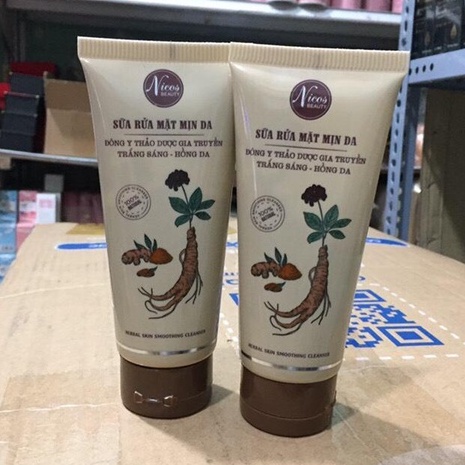 Nicos
BEAUTY
SỮA RỬA MẶT MỊN DA
ĐÔNG Y THẢO DƯỢC GIA TRUYỀN
TRẮNG SÁNG - HỒNG DA
100%
HERBAL SKIN SMOOTHING CLEANSER
Nicos
BEAUTY
SỮA RỬA MẶT MỊN DA
ĐÔNG Y THẢO DƯỢC GIA TRUYỀN
TRẮNG SÁNG - HỒNG DA
100%
HERBAL SKIN SMOOTHING CLEANSER